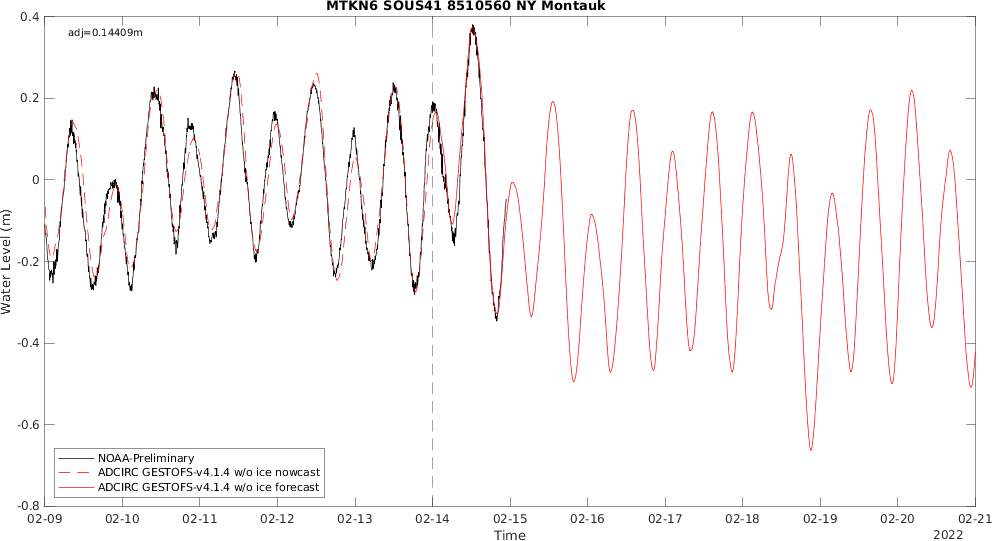 MTKN6 SOUS41 8510560 NY Montauk
adj=0.14409m
0.4
0.2
0
-0.2
-0.4
-0.6
-0.8
Water Level (m)
NOAA-Preliminary
ADCIRC GESTOFS-v4.1.4 w/o ice nowcast
ADCIRC GESTOFS-v4.1.4 w/o ice forecast
02-09 02-10 02-11 02-12 02-13 02-14 02-15 02-16 02-17 02-18 02-19 02-20 02-21
Time
2022